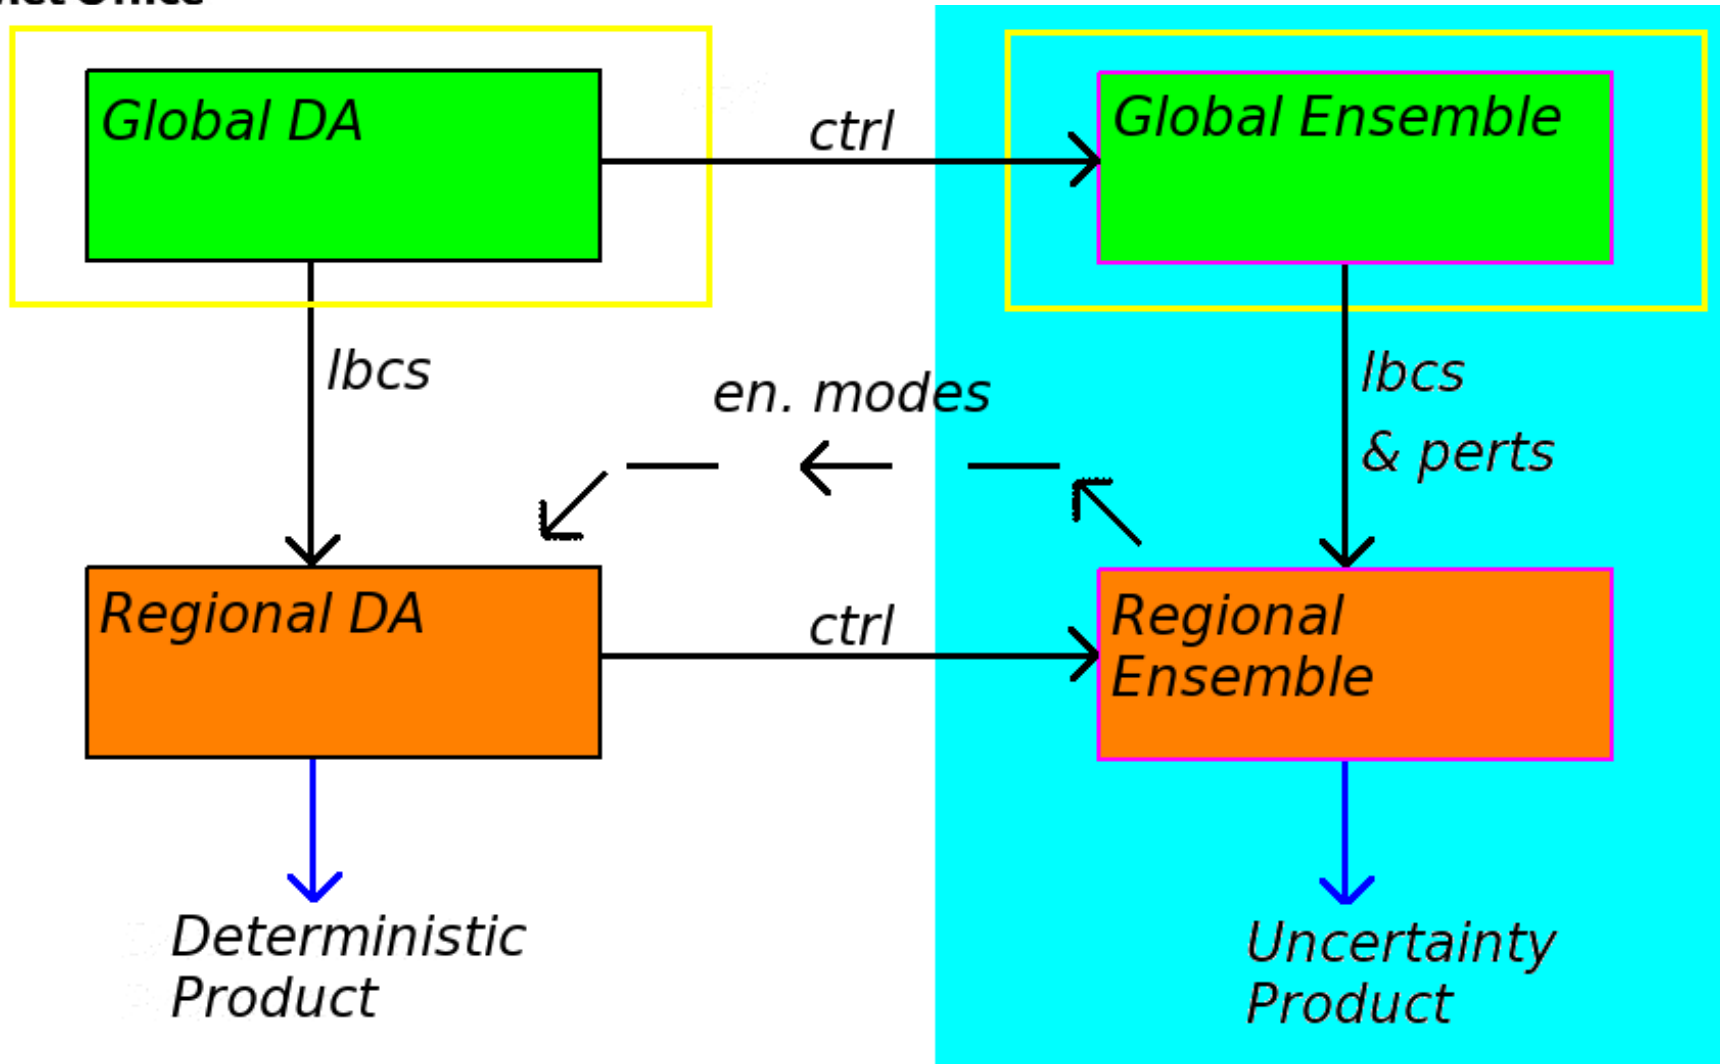 Global DA
ctrl
Global Ensemble
lbcs
en. modes
lbcs
& perts
Regional DA
ctrl
Regional
Ensemble
Deterministic
Product
Uncertainty
Product